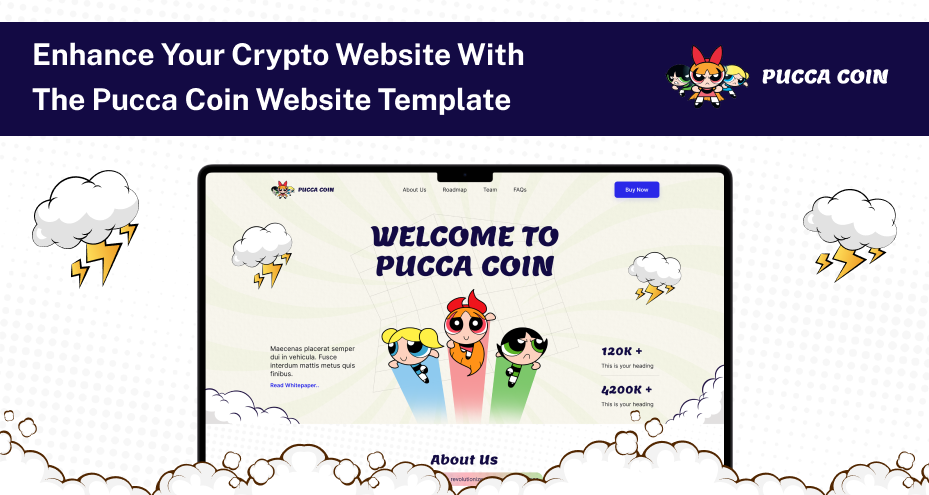 Enhance Your Crypto Website With
The Pucca Coin Website Template
PUCCA COIN
PUCCA COIN
About Us
Roadmap
Team
FAQs
Buy Now
WELCOME TO
PUCCA COIN
Maecenas placerat semper
dui in vehicula. Fusce
interdum mattis metus quis
finibus.
Read Whitepaper..
120K +
This is your heading
4200K +
This is your heading
About Us